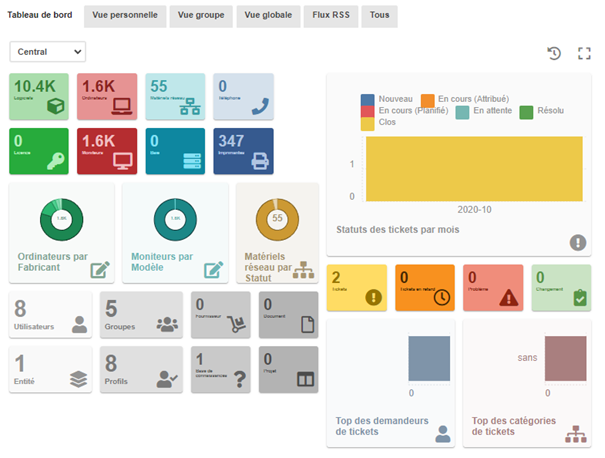 Tableau de bord
Vue personnelle
Vue groupe
Vue globale
Flux RSS
Tous
Central
10.4K
Logiciels
1.6K
Ordinateurs
55
Matériels réseau
0
Téléphone
0
Licence
1.6K
Moniteurs
0
Baie
347
Imprimantes
1.6K
Ordinateurs par
Fabricant
1.6K
Moniteurs par
Modèle
55
Matériels
réseau par
Statut
8
Utilisateurs
5
Groupes
0
Fournisseur
0
Document
1
Entité
8
Profils
1
Base de
connaissances
0
Projet
Nouveau
En cours (Attribué)
En cours (Planifié)
En attente
Résolu
Clos
1
0
2020-10
Statuts des tickets par mois
2
Tickets
0
Tickets en retard
0
Problème
0
Changement
0
Top des demandeurs
de tickets
sans
0
Top des catégories
de tickets